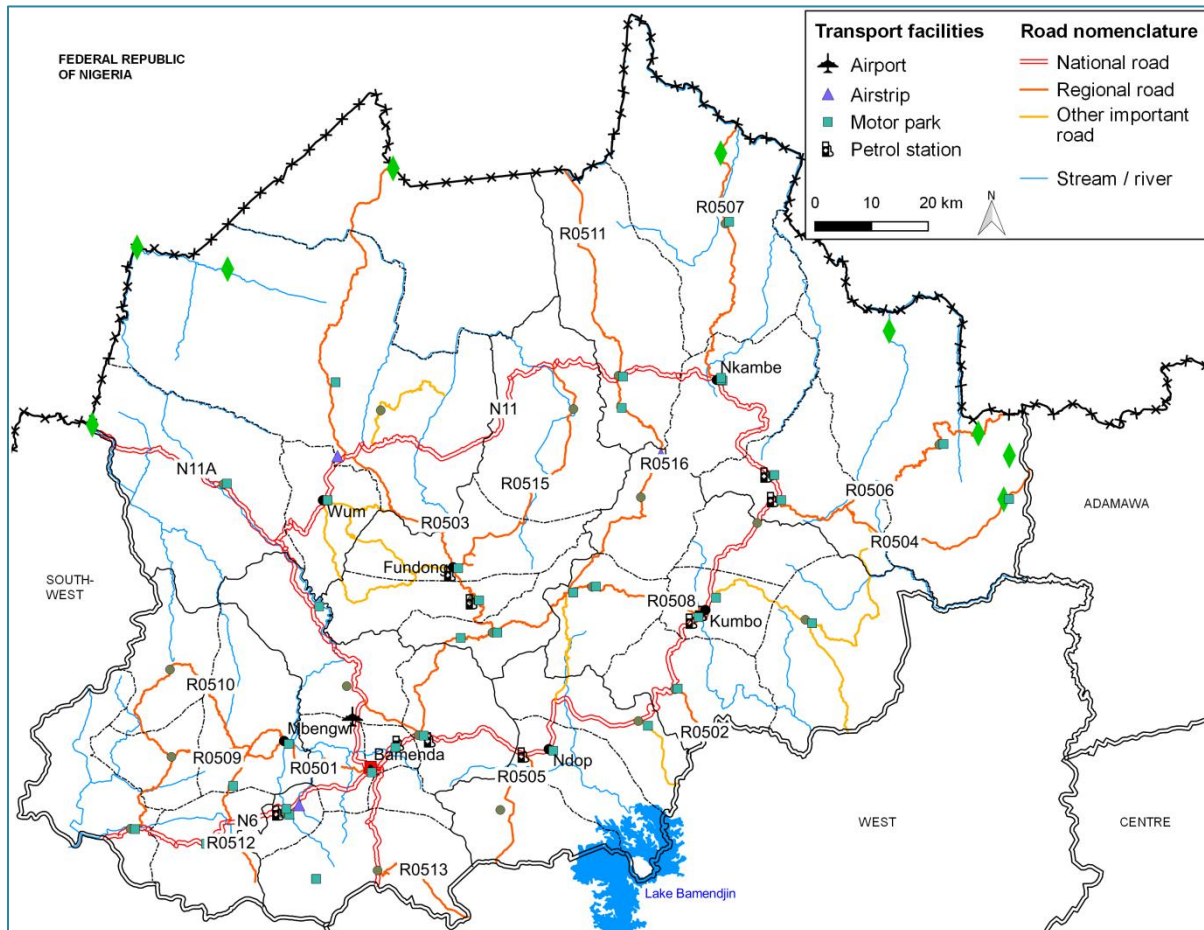 FEDERAL REPUBLIC
OF NIGERIA
Transport facilities
Airport
Airstrip
Motor park
Petrol station
Road nomenclature
National road
Regional road
Other important
road
Stream / river
0 10 20 km
N
R0507
R0511
Nkambe
N11
R0516
N11A
R0515
R0506
Wum
R0503
ADAMAWA
R0504
Fundong
SOUTH-
WEST
R0508
Kumbo
R0510
Mbengwi
R0502
Bamenda
R0509
R0501
Ndop
R0505
N6
R0512
WEST
CENTRE
R0513
Lake Bamendjin